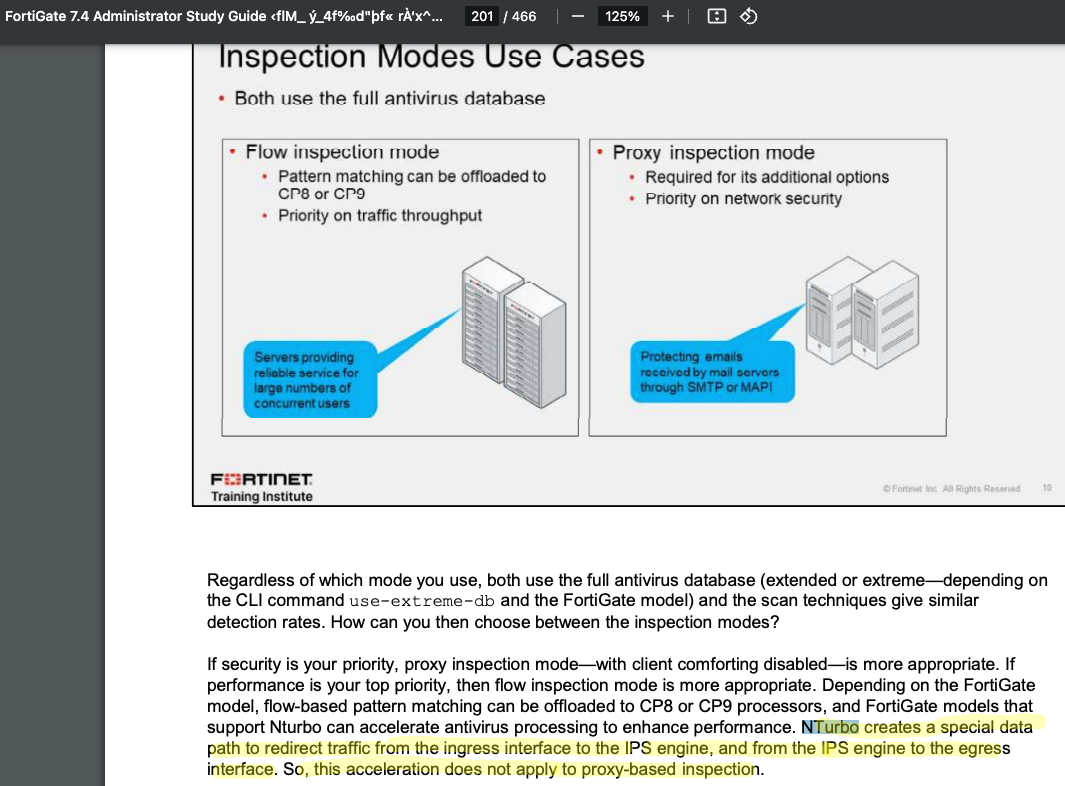 FortiGate 7.4 Administrator Study Guide
201 / 466 | − 125% + |
Inspection Modes Use Cases
• Both use the full antivirus database
• Flow inspection mode
• Pattern matching can be offloaded to
CP8 or CP9
• Priority on traffic throughput
Servers providing
reliable service for
large numbers of
concurrent users
• Proxy inspection mode
• Required for its additional options
• Priority on network security
Protecting emails
received by mail servers
through SMTP or MAPI
FORTINET
Training Institute
© Fortinet Inc. All Rights Reserved. 10
Regardless of which mode you use, both use the full antivirus database (extended or extreme—depending on
the CLI command use-extreme-db and the FortiGate model) and the scan techniques give similar
detection rates. How can you then choose between the inspection modes?
If security is your priority, proxy inspection mode—with client comforting disabled—is more appropriate. If
performance is your top priority, then flow inspection mode is more appropriate. Depending on the FortiGate
model, flow-based pattern matching can be offloaded to CP8 or CP9 processors, and FortiGate models that
support Nturbo can accelerate antivirus processing to enhance performance. NTurbo creates a special data
path to redirect traffic from the ingress interface to the IPS engine, and from the IPS engine to the egress
interface. So, this acceleration does not apply to proxy-based inspection.